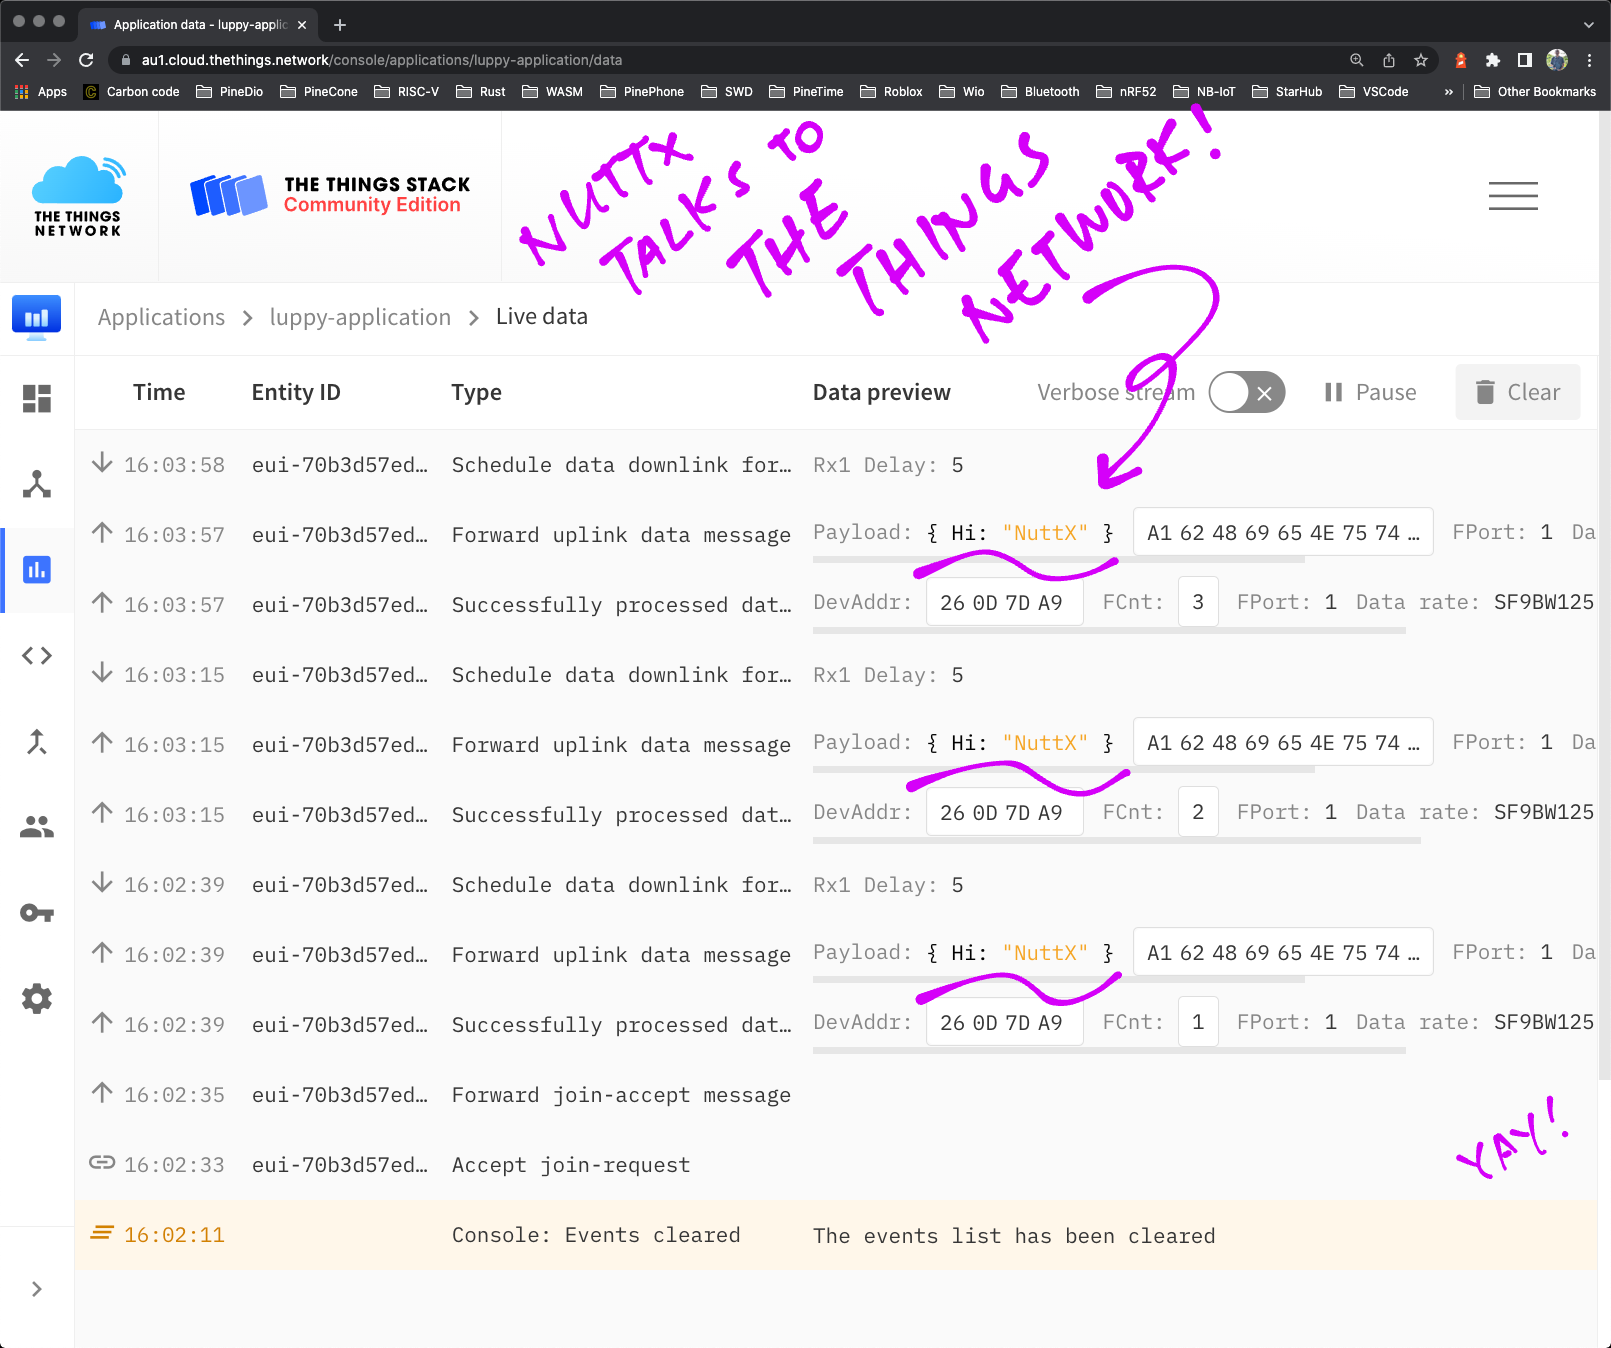 Application data - luppy-applic
au1.cloud.thethings.network/console/applications/luppy-application/data
Apps Carbon code PineDio PineCone RISC-V Rust WASM PinePhone SWD PineTime Roblox Wio Bluetooth nRF52 NB-IoT StarHub VSCode » Other Bookmarks
THE THINGS NETWORK
THE THINGS STACK
Community Edition
NUTTX
TALKS TO
THE
THINGS
NETWORK!
Applications > luppy-application > Live data
Time Entity ID Type Data preview Verbose stream Pause Clear
16:03:58 eui-70b3d57ed… Schedule data downlink for… Rx1 Delay: 5
16:03:57 eui-70b3d57ed… Forward uplink data message Payload: { Hi: "NuttX" } A1 62 48 69 65 4E 75 74 … FPort: 1 Da
16:03:57 eui-70b3d57ed… Successfully processed dat… DevAddr: 26 0D 7D A9 FCnt: 3 FPort: 1 Data rate: SF9BW125
16:03:15 eui-70b3d57ed… Schedule data downlink for… Rx1 Delay: 5
16:03:15 eui-70b3d57ed… Forward uplink data message Payload: { Hi: "NuttX" } A1 62 48 69 65 4E 75 74 … FPort: 1 Da
16:03:15 eui-70b3d57ed… Successfully processed dat… DevAddr: 26 0D 7D A9 FCnt: 2 FPort: 1 Data rate: SF9BW125
16:02:39 eui-70b3d57ed… Schedule data downlink for… Rx1 Delay: 5
16:02:39 eui-70b3d57ed… Forward uplink data message Payload: { Hi: "NuttX" } A1 62 48 69 65 4E 75 74 … FPort: 1 Da
16:02:39 eui-70b3d57ed… Successfully processed dat… DevAddr: 26 0D 7D A9 FCnt: 1 FPort: 1 Data rate: SF9BW125
16:02:35 eui-70b3d57ed… Forward join-accept message
16:02:33 eui-70b3d57ed… Accept join-request
YAY!
16:02:11 Console: Events cleared The events list has been cleared